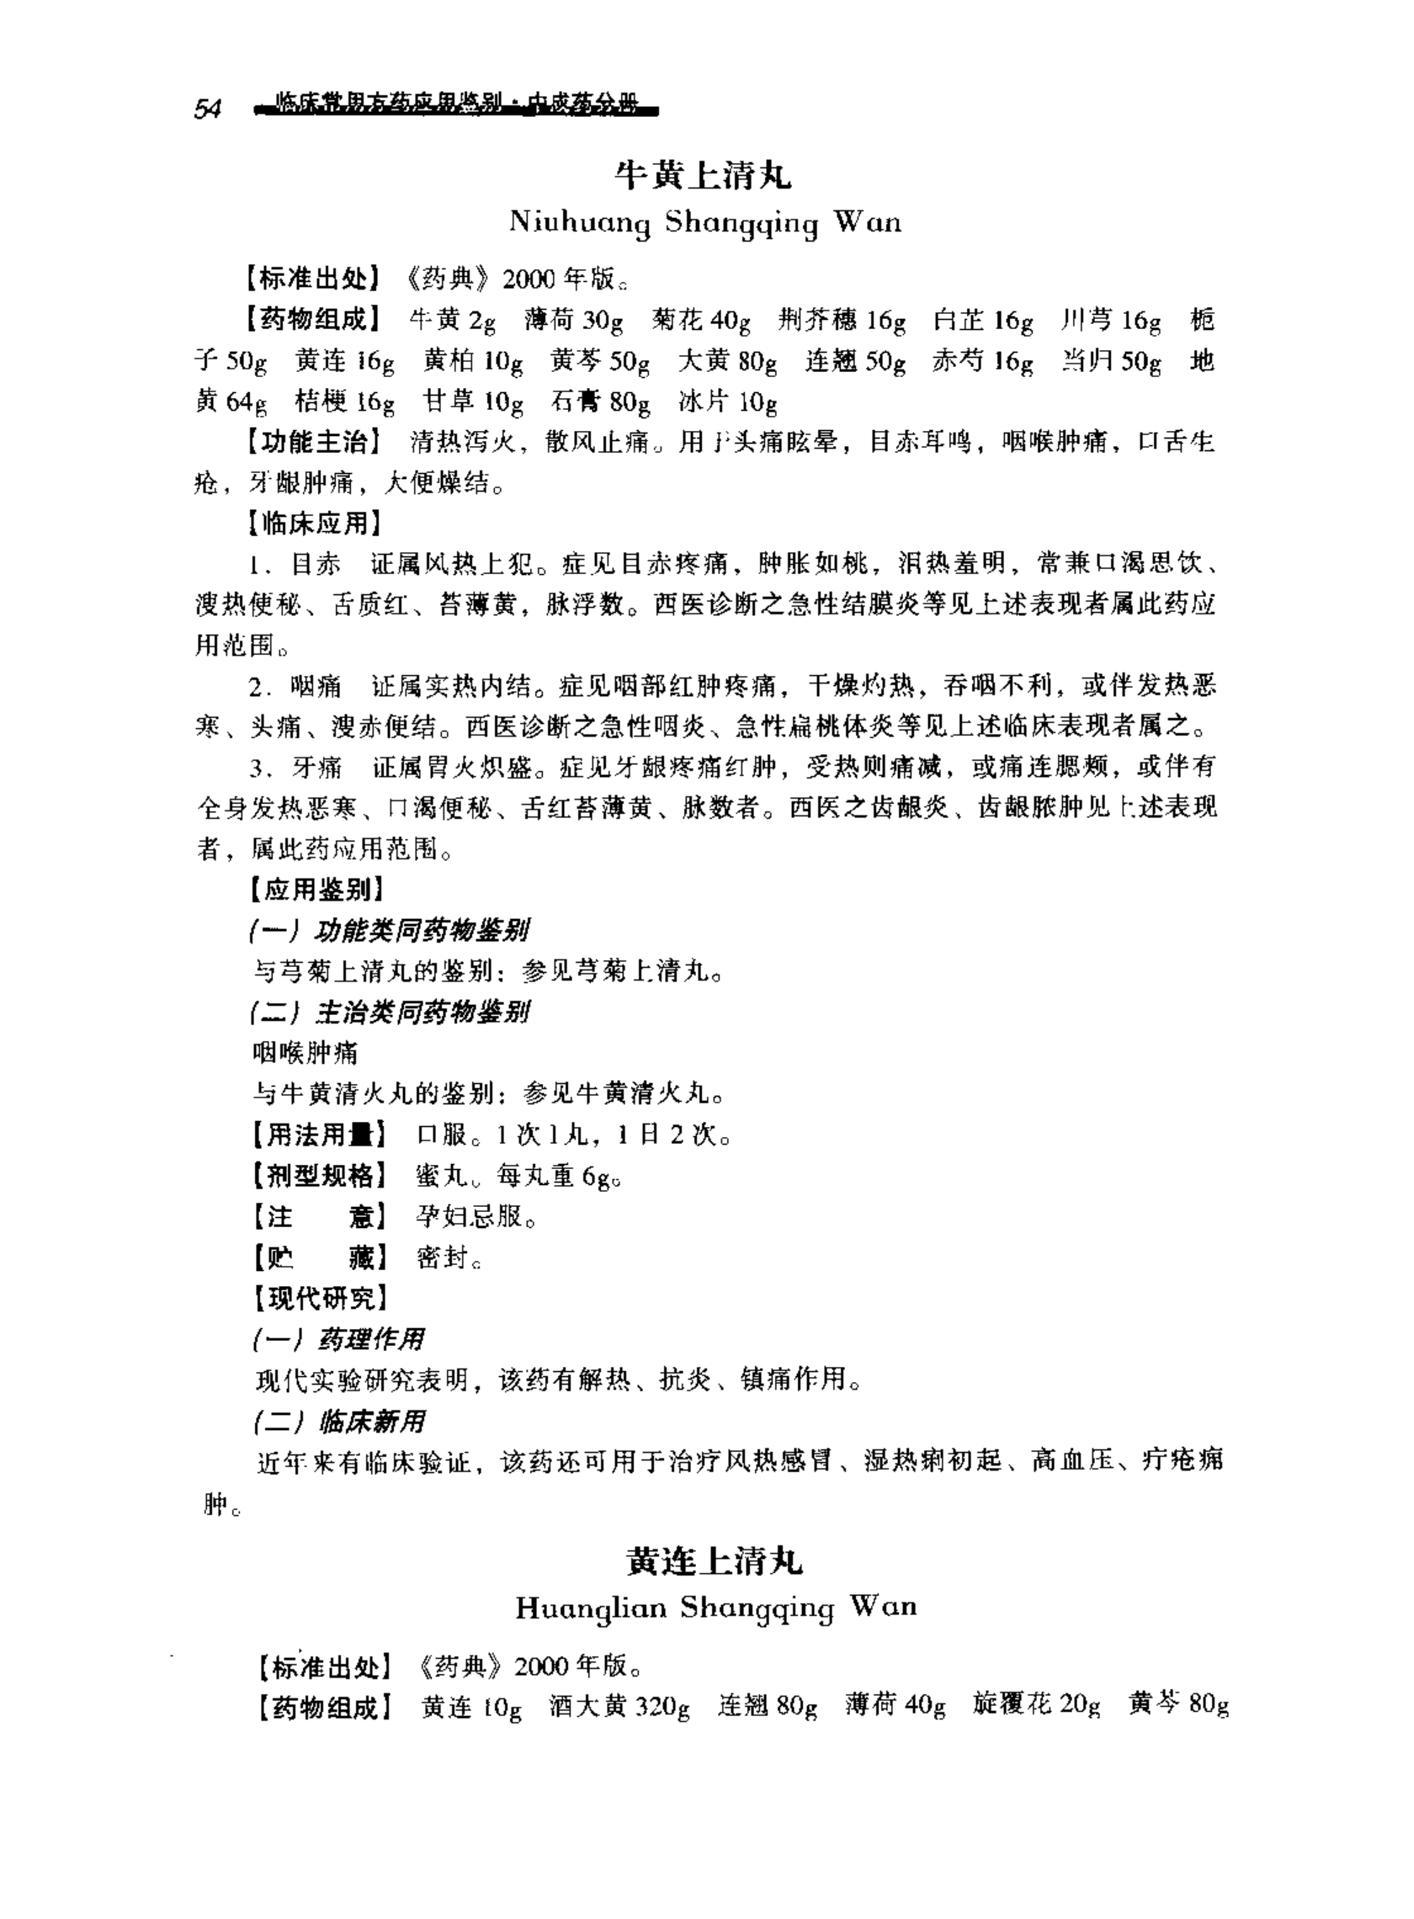 54 临床常用方药应用鉴别·中成药分册
牛黄上清丸
Niuhuang Shangqing Wan
【标准出处】《药典》2000年版。
【药物组成】 牛黄2g 薄荷30g 菊花40g 荆芥穗16g 白芷16g 川芎16g 栀
子50g 黄连16g 黄柏10g 黄芩50g 大黄80g 连翘50g 赤芍16g 当归50g 地
黄64g 桔梗16g 甘草10g 石膏80g 冰片10g
【功能主治】 清热泻火，散风止痛。用于头痛眩晕，目赤耳鸣，咽喉肿痛，口舌生
疮，牙龈肿痛，大便燥结。
【临床应用】
1．目赤 证属风热上犯。症见目赤疼痛，肿胀如桃，泪热羞明，常兼口渴思饮、
溲热便秘、舌质红、苔薄黄，脉浮数。西医诊断之急性结膜炎等见上述表现者属此药应
用范围。
2．咽痛 证属实热内结。症见咽部红肿疼痛，干燥灼热，吞咽不利，或伴发热恶
寒、头痛、溲赤便结。西医诊断之急性咽炎、急性扁桃体炎等见上述临床表现者属之。
3．牙痛 证属胃火炽盛。症见牙龈疼痛红肿，受热则痛减，或痛连腮颊，或伴有
全身发热恶寒、口渴便秘、舌红苔薄黄、脉数者。西医之齿龈炎、齿龈脓肿见上述表现
者，属此药应用范围。
【应用鉴别】
（一）功能类同药物鉴别
与芎菊上清丸的鉴别：参见芎菊上清丸。
（二）主治类同药物鉴别
咽喉肿痛
与牛黄清火丸的鉴别：参见牛黄清火丸。
【用法用量】 口服。1次1丸，1日2次。
【剂型规格】 蜜丸。每丸重6g。
【注 意】 孕妇忌服。
【贮 藏】 密封。
【现代研究】
（一）药理作用
现代实验研究表明，该药有解热、抗炎、镇痛作用。
（二）临床新用
近年来有临床验证，该药还可用于治疗风热感冒、湿热痢初起、高血压、疔疮痈
肿。
黄连上清丸
Huanglian Shangqing Wan
【标准出处】《药典》2000年版。
【药物组成】 黄连10g 酒大黄320g 连翘80g 薄荷40g 旋覆花20g 黄芩80g